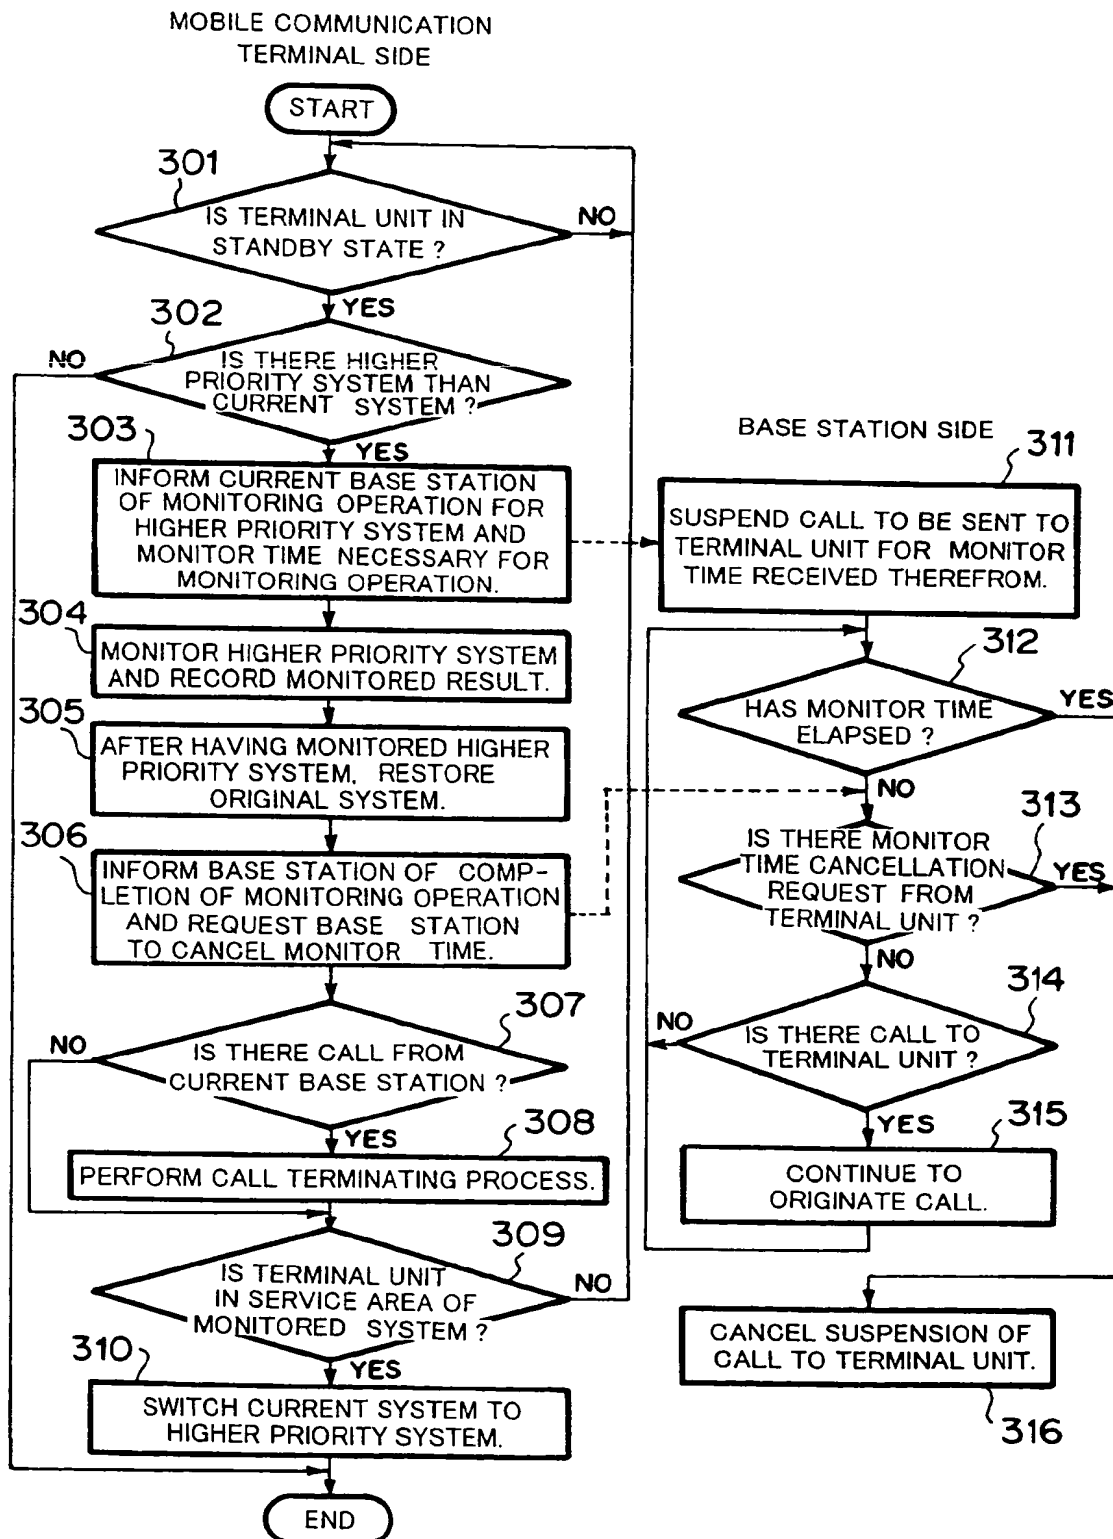 MOBILE COMMUNICATION
TERMINAL SIDE
START
301
IS TERMINAL UNIT IN
STANDBY STATE ?
NO
YES
302
NO
IS THERE HIGHER
PRIORITY SYSTEM THAN
CURRENT SYSTEM ?
YES
303
INFORM CURRENT BASE STATION
OF MONITORING OPERATION FOR
HIGHER PRIORITY SYSTEM AND
MONITOR TIME NECESSARY FOR
MONITORING OPERATION.
304
MONITOR HIGHER PRIORITY SYSTEM
AND RECORD MONITORED RESULT.
305
AFTER HAVING MONITORED HIGHER
PRIORITY SYSTEM, RESTORE
ORIGINAL SYSTEM.
306
INFORM BASE STATION OF COMP-
LETION OF MONITORING OPERATION
AND REQUEST BASE STATION
TO CANCEL MONITOR TIME.
307
NO
IS THERE CALL FROM
CURRENT BASE STATION ?
YES
308
PERFORM CALL TERMINATING PROCESS.
309
IS TERMINAL UNIT
IN SERVICE AREA OF
MONITORED SYSTEM ?
NO
YES
310
SWITCH CURRENT SYSTEM TO
HIGHER PRIORITY SYSTEM.
END
BASE STATION SIDE
311
SUSPEND CALL TO BE SENT TO
TERMINAL UNIT FOR MONITOR
TIME RECEIVED THEREFROM.
312
HAS MONITOR TIME
ELAPSED ?
YES
NO
313
IS THERE MONITOR
TIME CANCELLATION
REQUEST FROM
TERMINAL UNIT ?
YES
NO
314
NO
IS THERE CALL TO
TERMINAL UNIT ?
YES
315
CONTINUE TO
ORIGINATE CALL.
CANCEL SUSPENSION OF
CALL TO TERMINAL UNIT.
316